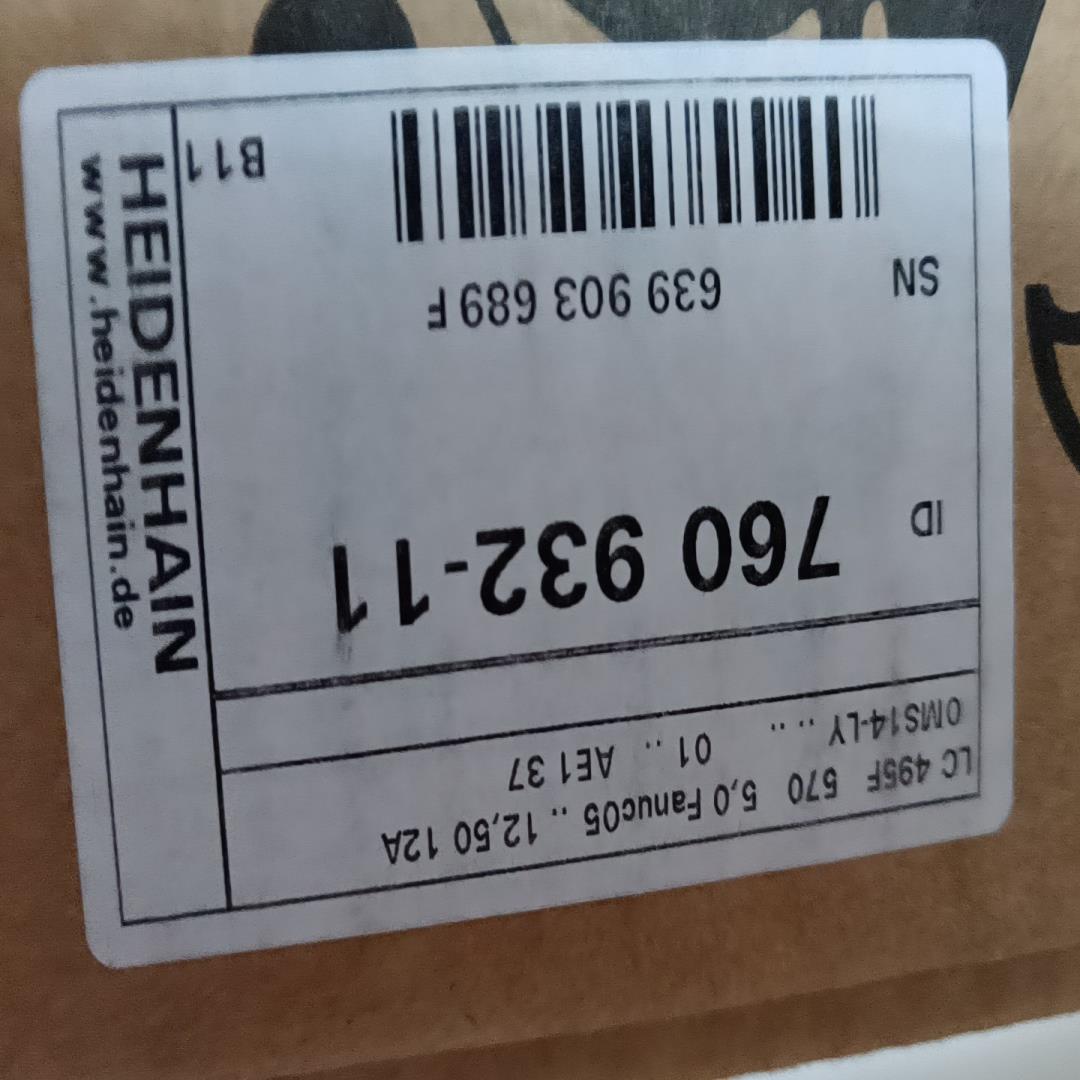 LC 495F 570 5,0 Fanuc05 .. 12,50 12A
OMS14-LY .. .. 01 .. AE1 37
ID 760 932-11
SN 639 903 689 F
B11
HEIDENHAIN
www.heidenhain.de